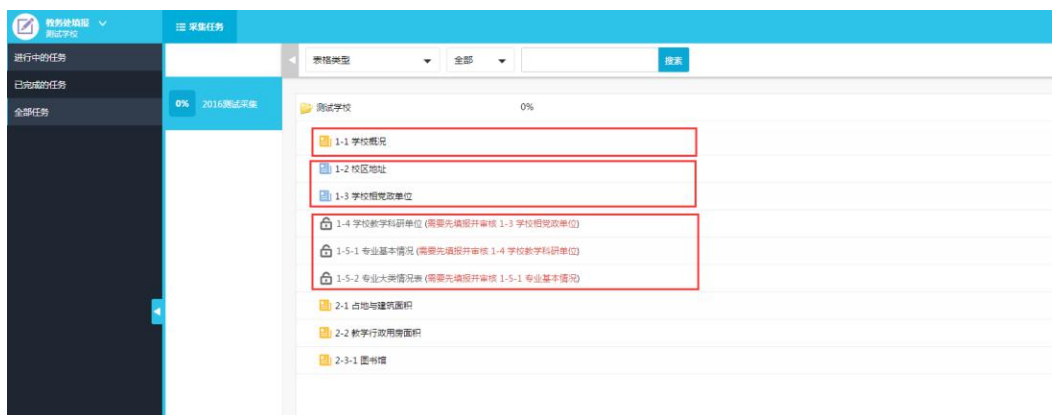 教务处填报
测试学校
采集任务
进行中的任务
已完成的任务
全部任务
0% 2016测试采集
表格类型 全部 搜索
测试学校 0%
1-1 学校概况
1-2 校区地址
1-3 学校相党政单位
1-4 学校教学科研单位 (需要先填报并审核 1-3 学校相党政单位)
1-5-1 专业基本情况 (需要先填报并审核 1-4 学校教学科研单位)
1-5-2 专业大类情况表 (需要先填报并审核 1-5-1 专业基本情况)
2-1 占地与建筑面积
2-2 教学行政用房面积
2-3-1 图书馆